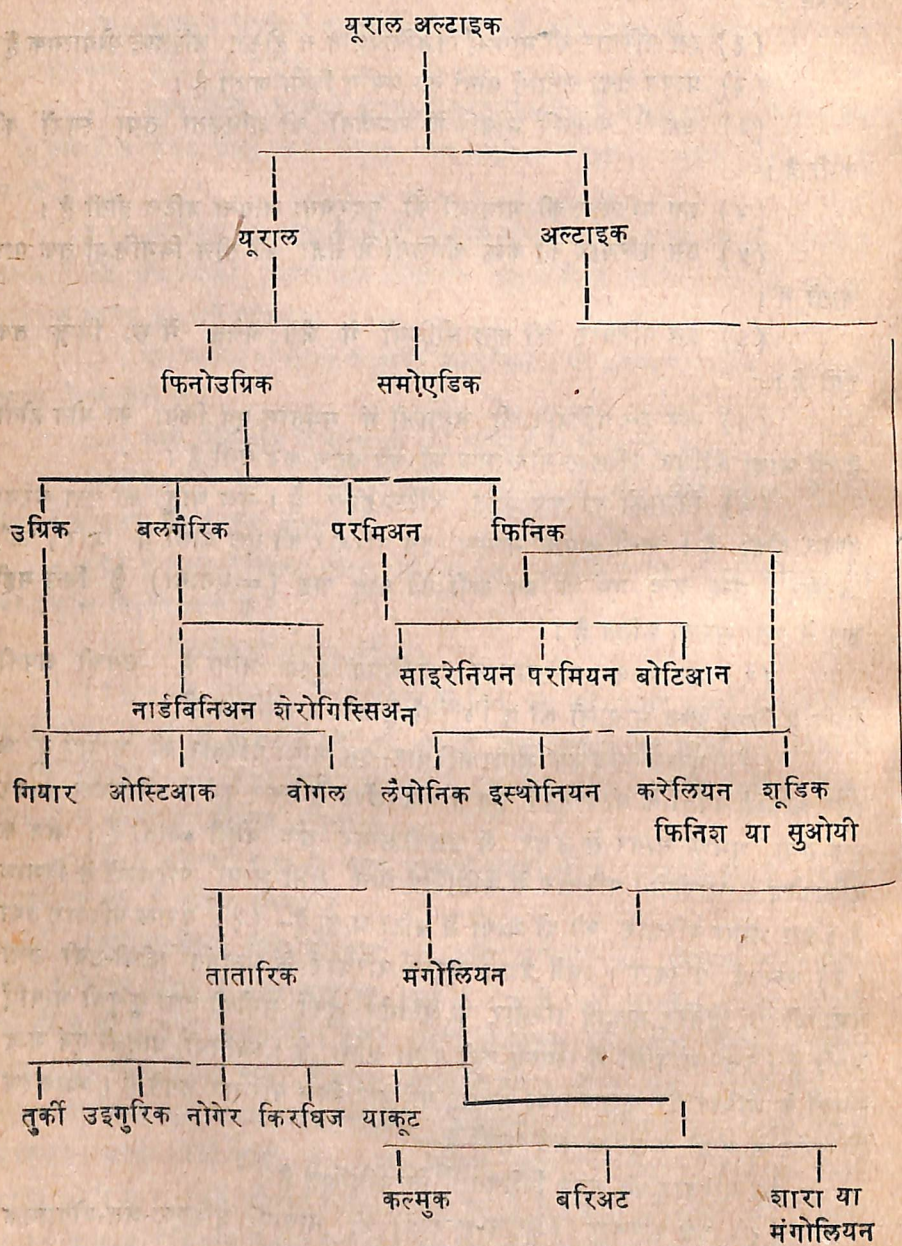 यूराल अल्टाइक
यूराल अल्टाइक
फिनोउग्रिक समोएडिक
उग्रिक बलगैरिक परमिअन फिनिक
साइरेनियन परमियन बोटिआन
नार्डबिनिअन शेरोगिस्सिअन
गियार ओस्टिआक वोगल लैपोनिक इस्थोनियन करेलियन शूडिक
फिनिश या सुओयी
तातारिक मंगोलियन
तुर्की उइगुरिक नोगेर किरधिज याकूट
कल्मुक बरिअट शारा या
मंगोलियन